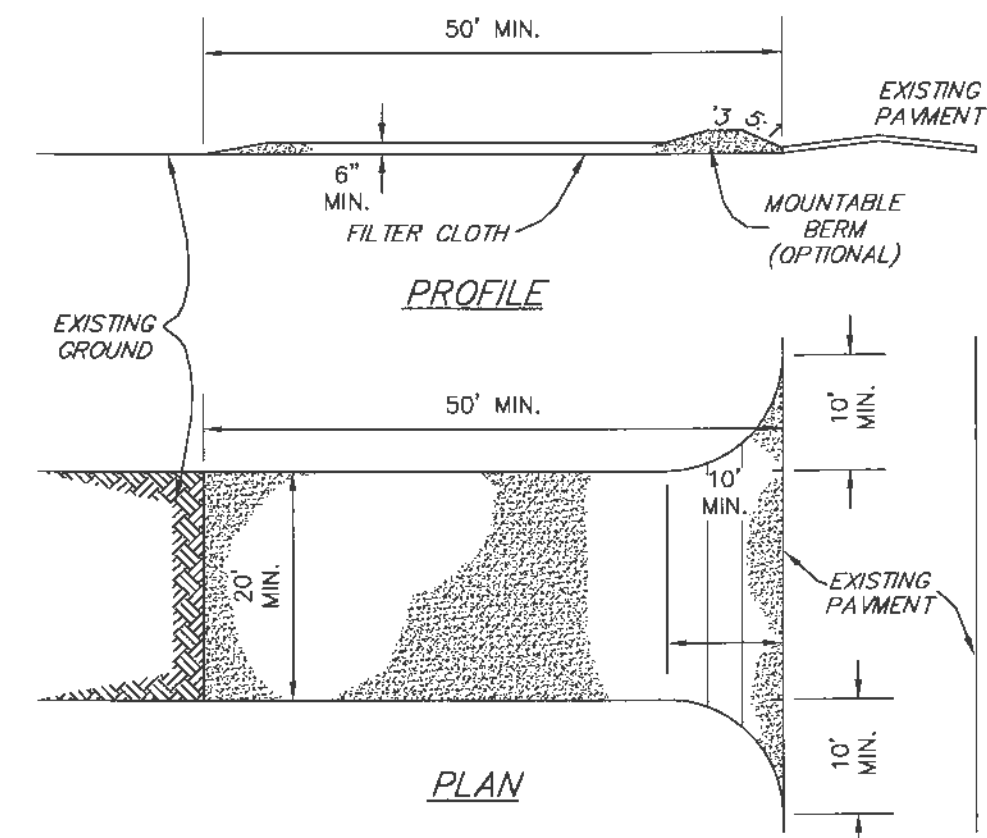 50' MIN.
EXISTING
PAVMENT
'3 5:
6"
MIN.
FILTER CLOTH
MOUNTABLE
BERM
(OPTIONAL)
PROFILE
EXISTING
GROUND
50' MIN.
10'
MIN.
10'
MIN.
20'
MIN.
EXISTING
PAVMENT
10'
MIN.
PLAN